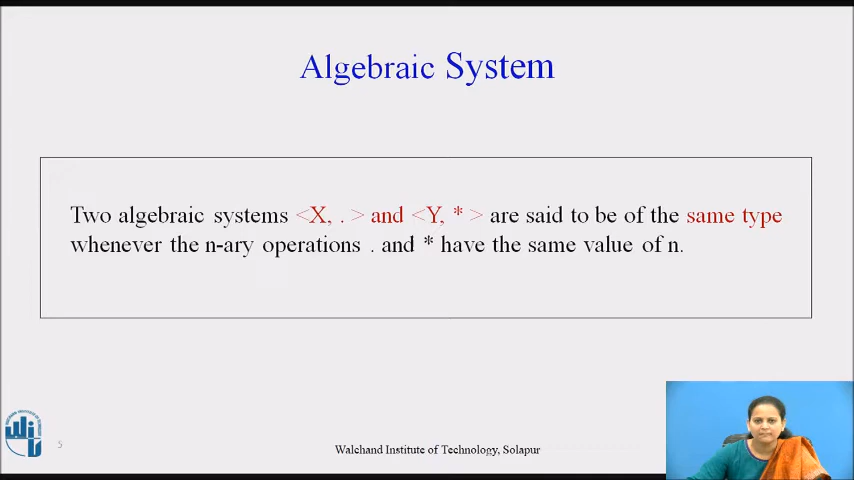 Algebraic System
Two algebraic systems <X, . > and <Y, * > are said to be of the same type
whenever the n-ary operations . and * have the same value of n.
5
Walchand Institute of Technology, Solapur